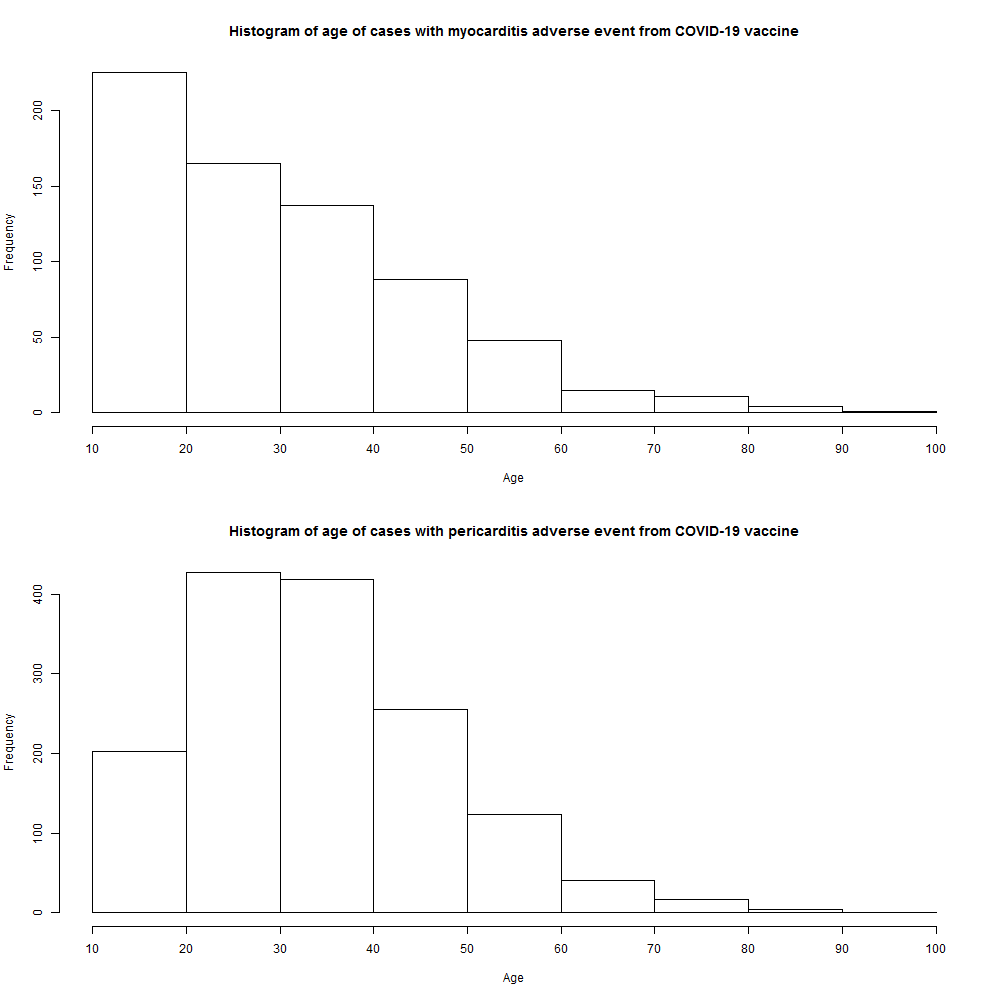 Histogram of age of cases with myocarditis adverse event from COVID-19 vaccine
200
150
100
50
0
Frequency
10 20 30 40 50 60 70 80 90 100
Age
Histogram of age of cases with pericarditis adverse event from COVID-19 vaccine
400
300
200
100
0
Frequency
10 20 30 40 50 60 70 80 90 100
Age